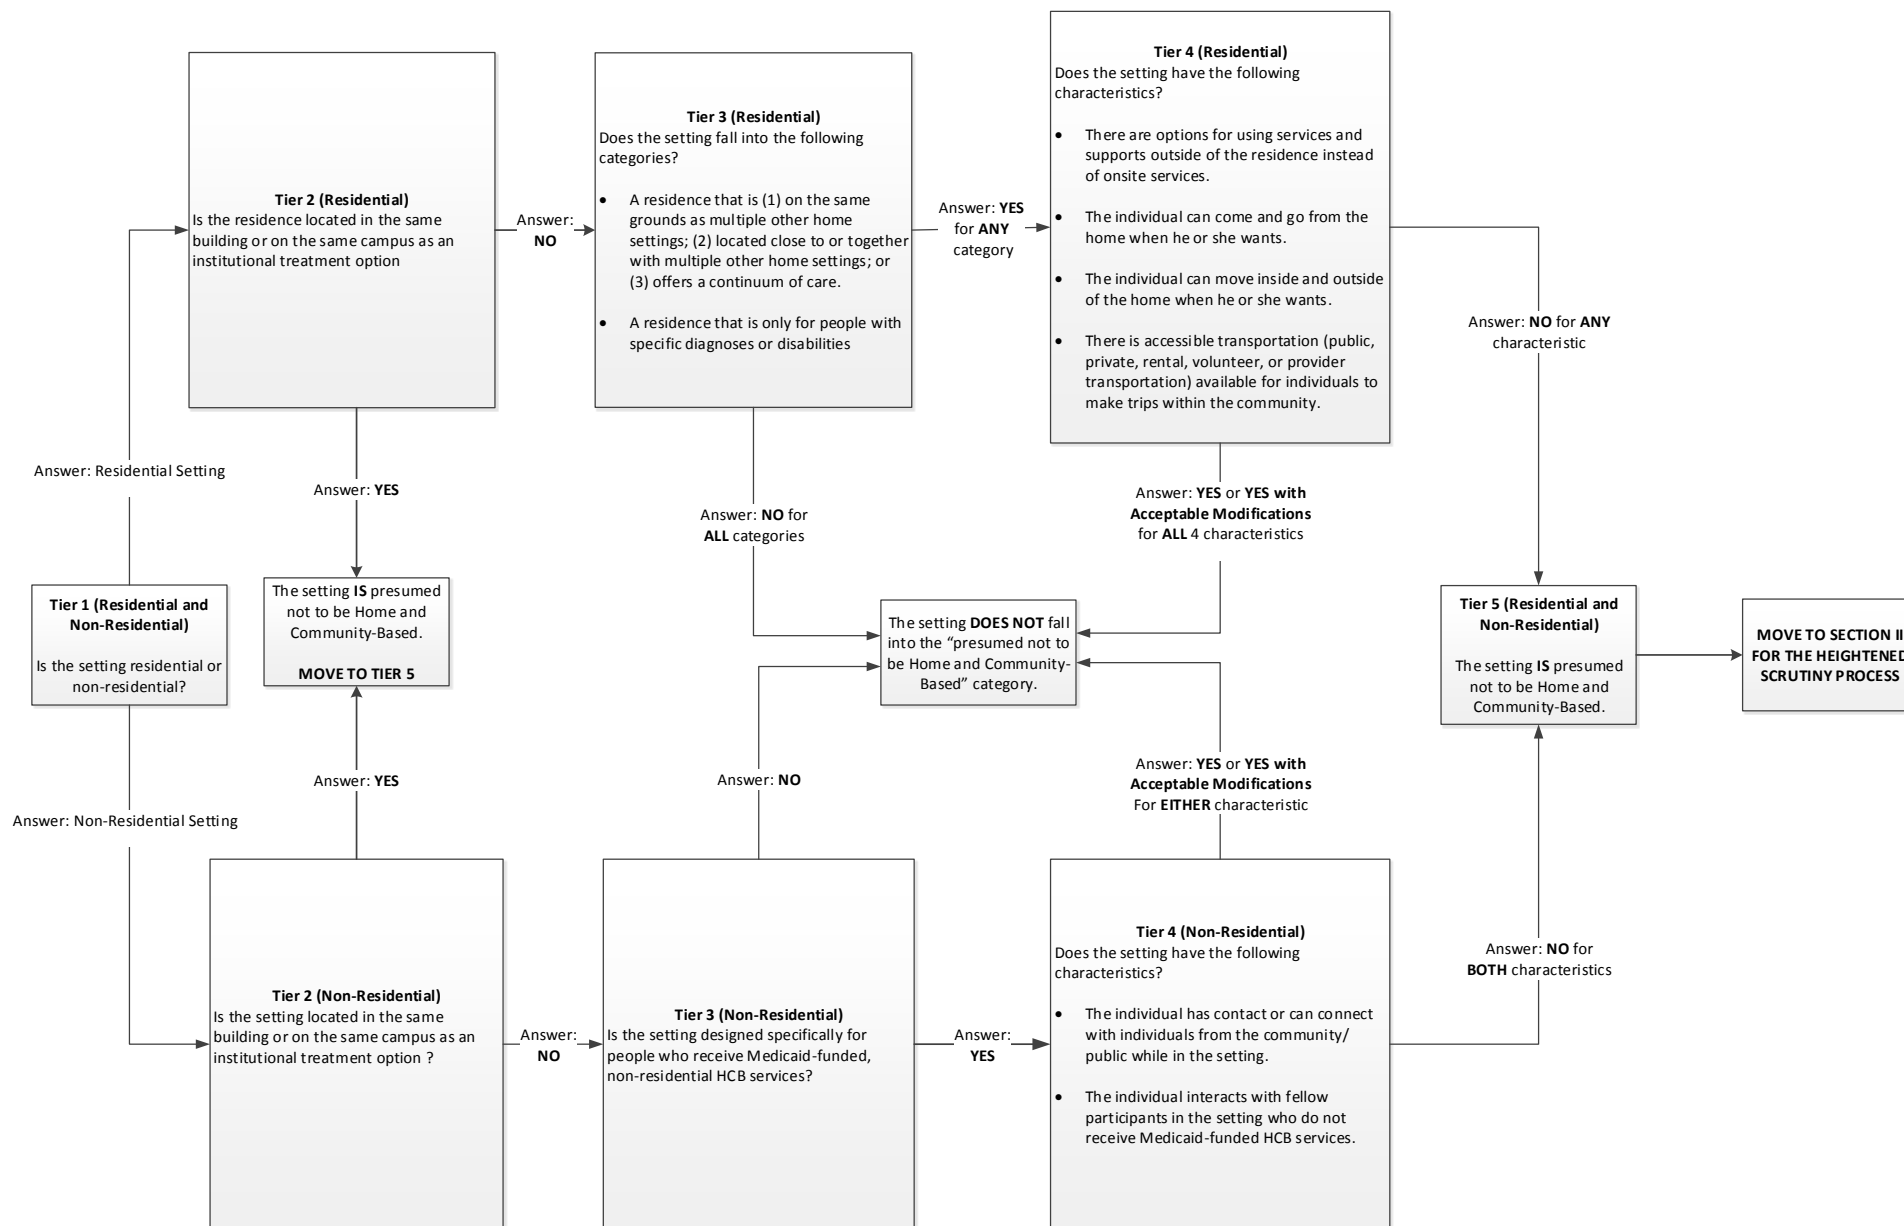 Tier 2 (Residential)
Is the residence located in the same
building or on the same campus as an
institutional treatment option
Answer:
NO
Tier 3 (Residential)
Does the setting fall into the following
categories?
• A residence that is (1) on the same
grounds as multiple other home
settings; (2) located close to or together
with multiple other home settings; or
(3) offers a continuum of care.
• A residence that is only for people with
specific diagnoses or disabilities
Answer: YES
for ANY
category
Tier 4 (Residential)
Does the setting have the following
characteristics?
• There are options for using services and
supports outside of the residence instead
of onsite services.
• The individual can come and go from the
home when he or she wants.
• The individual can move inside and outside
of the home when he or she wants.
• There is accessible transportation (public,
private, rental, volunteer, or provider
transportation) available for individuals to
make trips within the community.
Answer: NO for ANY
characteristic
Answer: Residential Setting
Answer: YES
Answer: NO for
ALL categories
Answer: YES or YES with
Acceptable Modifications
for ALL 4 characteristics
Tier 1 (Residential and
Non-Residential)
Is the setting residential or
non-residential?
The setting IS presumed
not to be Home and
Community-Based.
MOVE TO TIER 5
The setting DOES NOT fall
into the “presumed not to
be Home and Community-
Based” category.
Tier 5 (Residential and
Non-Residential)
The setting IS presumed
not to be Home and
Community-Based.
MOVE TO SECTION II
FOR THE HEIGHTENED
SCRUTINY PROCESS
Answer: Non-Residential Setting
Answer: YES
Answer: NO
Answer: YES or YES with
Acceptable Modifications
For EITHER characteristic
Answer: NO for
BOTH characteristics
Tier 2 (Non-Residential)
Is the setting located in the same
building or on the same campus as an
institutional treatment option ?
Answer:
NO
Tier 3 (Non-Residential)
Is the setting designed specifically for
people who receive Medicaid-funded,
non-residential HCB services?
Answer:
YES
Tier 4 (Non-Residential)
Does the setting have the following
characteristics?
• The individual has contact or can connect
with individuals from the community/
public while in the setting.
• The individual interacts with fellow
participants in the setting who do not
receive Medicaid-funded HCB services.